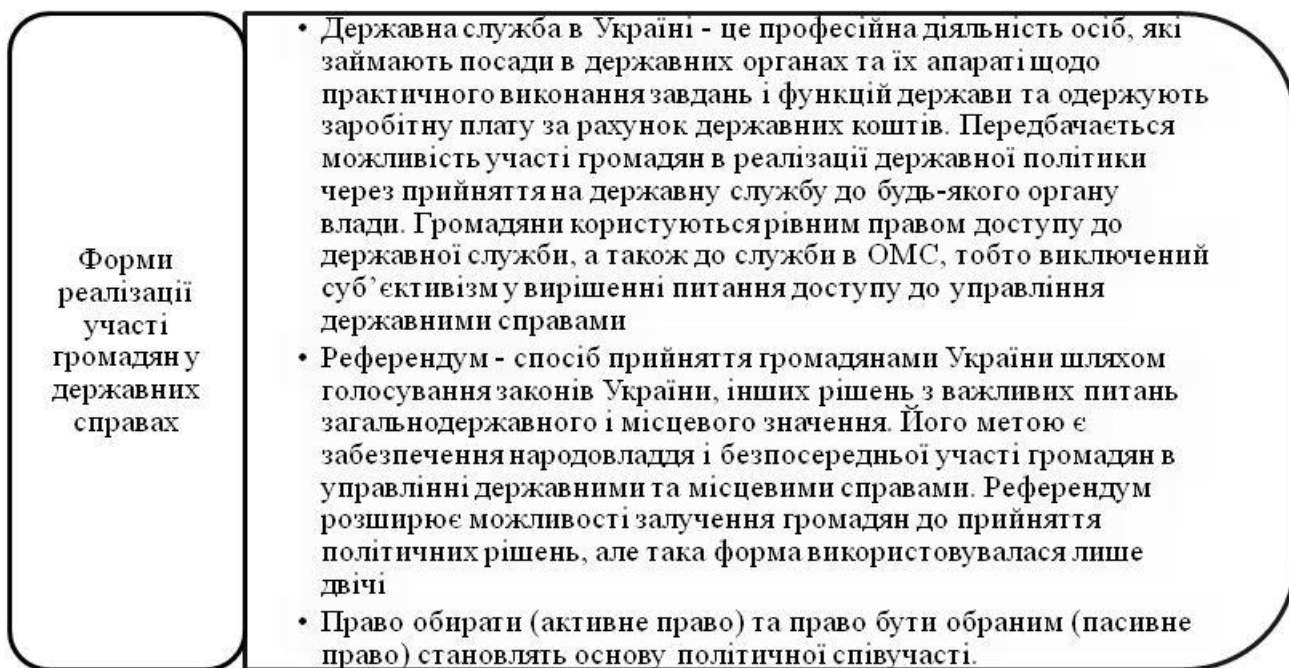 Форми
реалізації
участі
громадян у
державних
справах
• Державна служба в Україні - це професійна діяльність осіб, які
займають посади в державних органах та їх апараті щодо
практичного виконання завдань і функцій держави та одержують
заробітну плату за рахунок державних коштів. Передбачається
можливість участі громадян в реалізації державної політики
через прийняття на державну службу до будь-якого органу
влади. Громадяни користуються рівним правом доступу до
державної служби, а також до служби в ОМС, тобто виключений
суб’єктивізм у вирішенні питання доступу до управління
державними справами
• Референдум - спосіб прийняття громадянами України шляхом
голосування законів України, інших рішень з важливих питань
загальнодержавного і місцевого значення. Його метою є
забезпечення народовладдя і безпосередньої участі громадян в
управлінні державними та місцевими справами. Референдум
розширює можливості залучення громадян до прийняття
політичних рішень, але така форма використовувалася лише
двічі
• Право обирати (активне право) та право бути обраним (пасивне
право) становлять основу політичної співучасті.